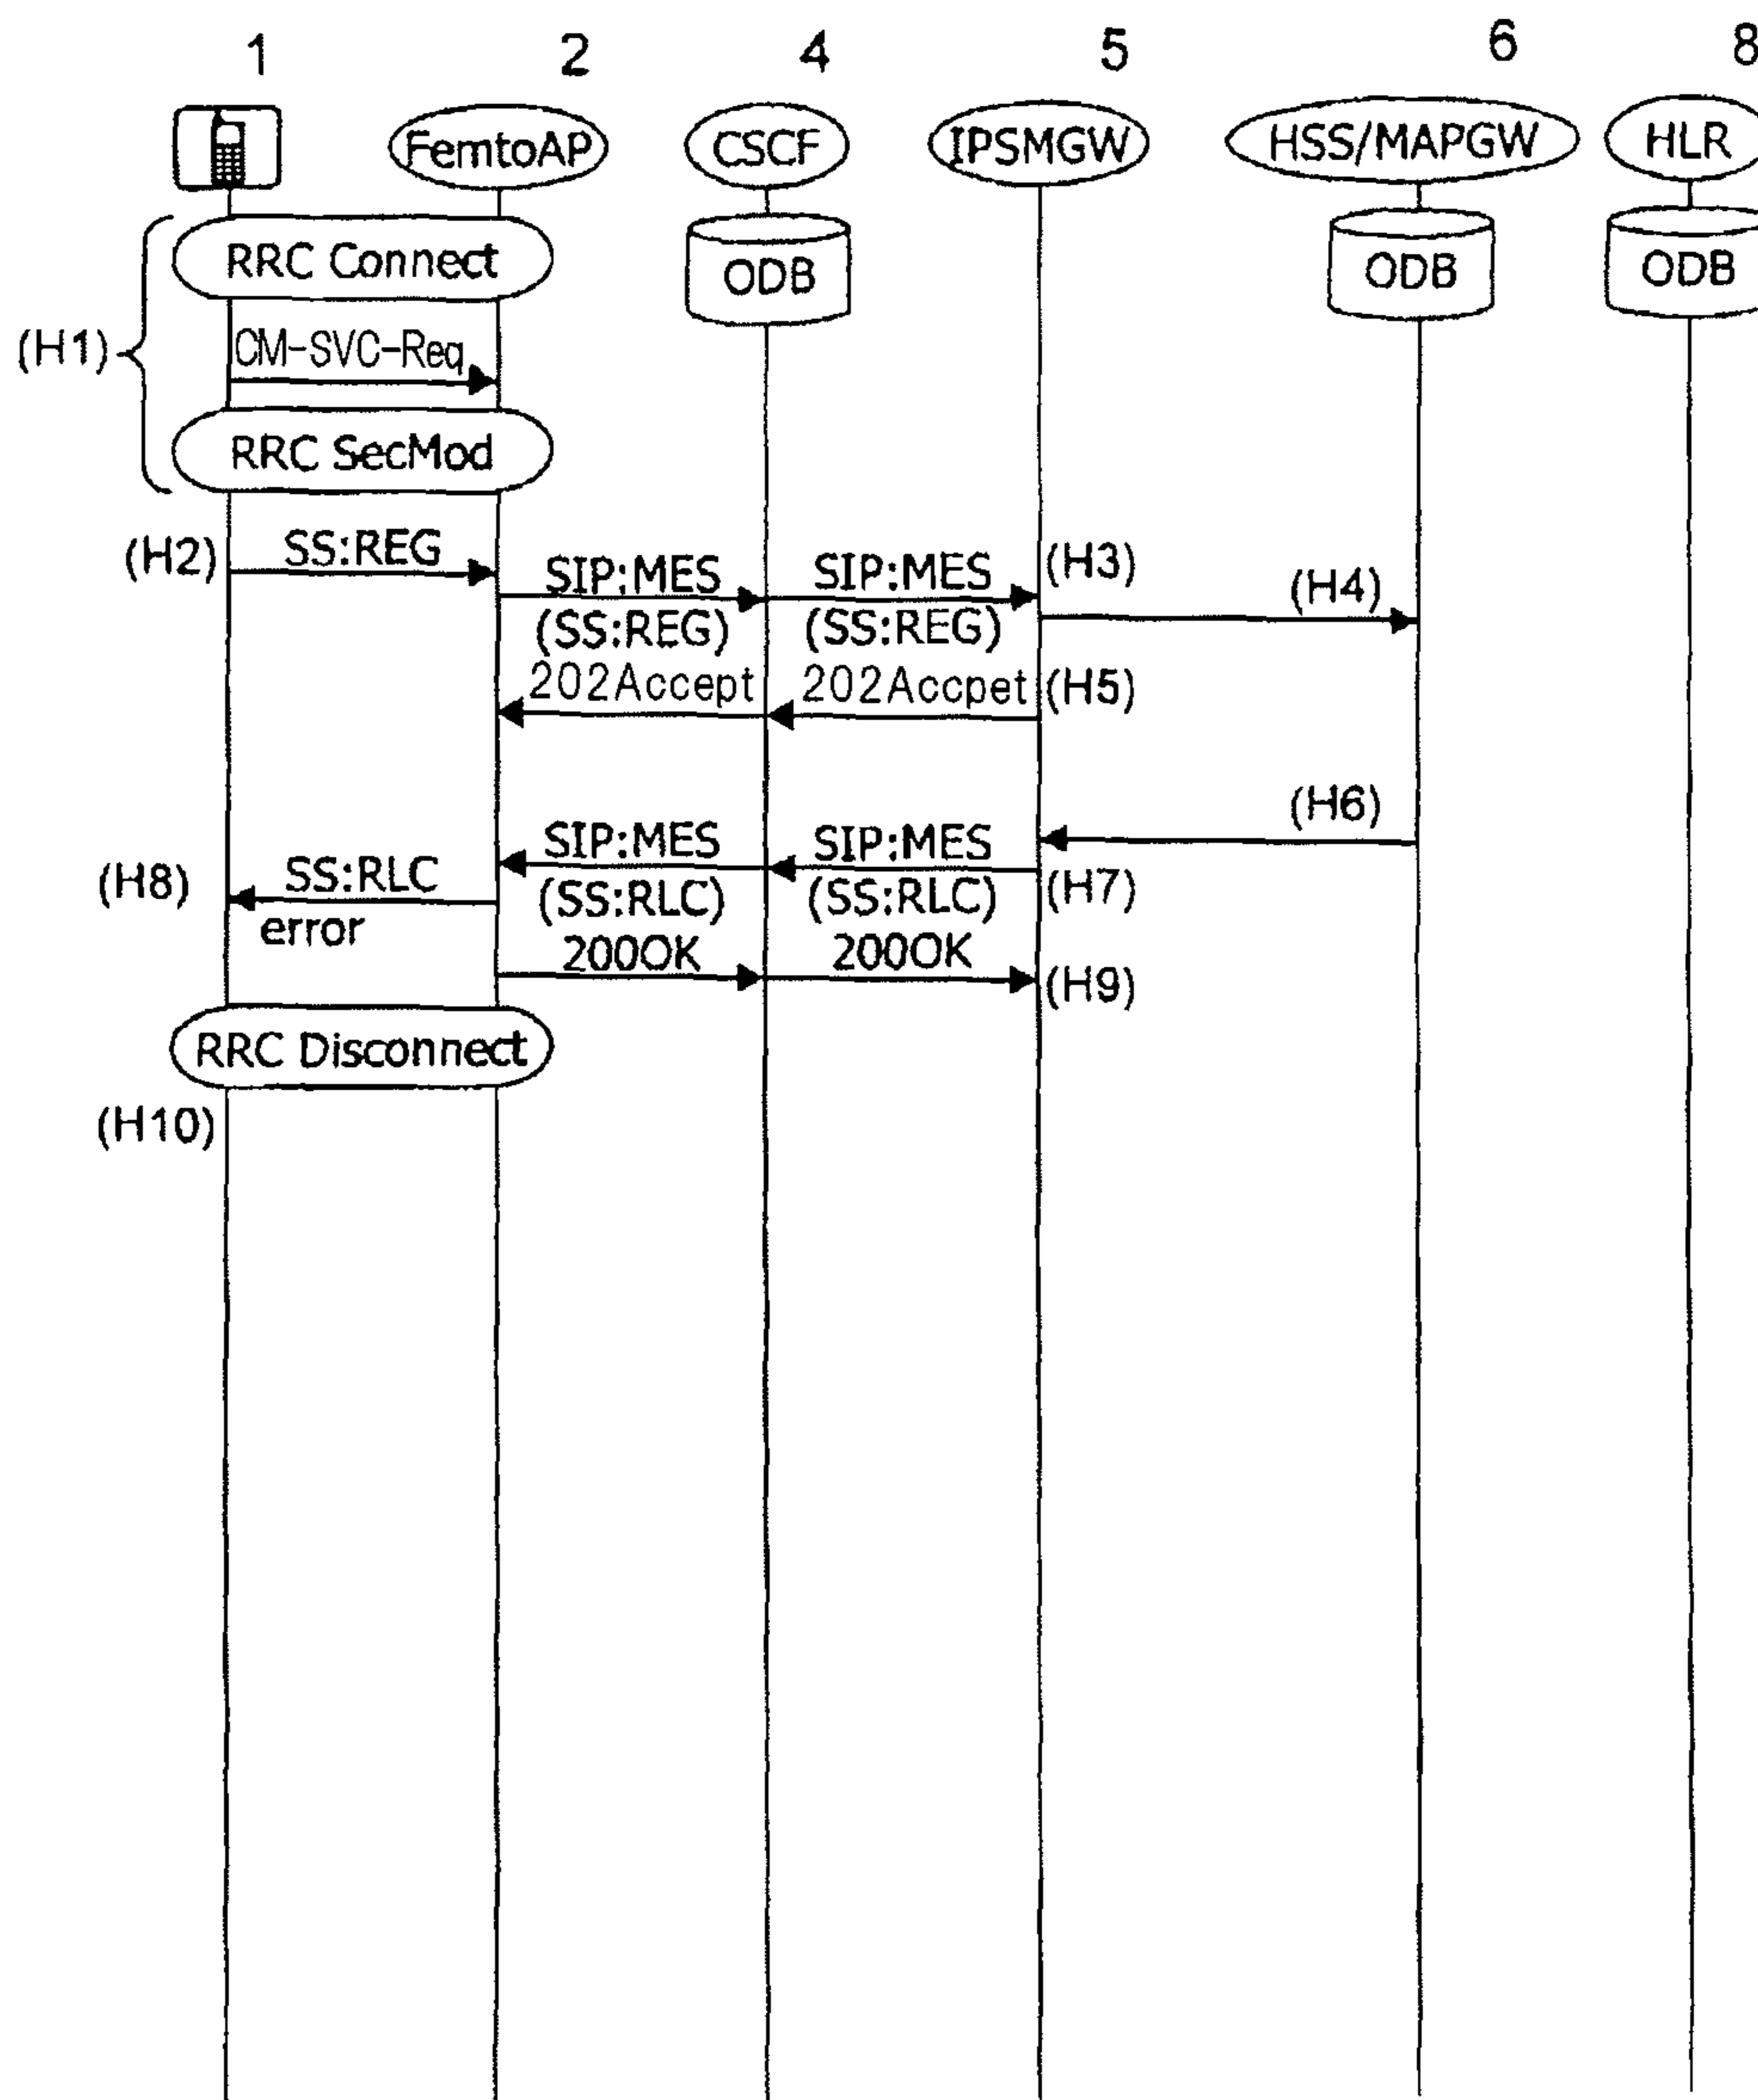 1 2 4 5 6 8
FemtoAP CSCF IPSMGW HSS/MAPGW HLR
RRC Connect
ODB ODB ODB
(H1)
CM-SVC-Req
RRC SecMod
(H2) SS:REG
SIP:MES SIP:MES (H3)
(H4)
(SS:REG) (SS:REG)
202Accept 202Accpet (H5)
(H6)
SIP:MES SIP:MES
(H8) SS:RLC
(SS:RLC) (SS:RLC) (H7)
error
200OK 200OK
(H9)
RRC Disconnect
(H10)